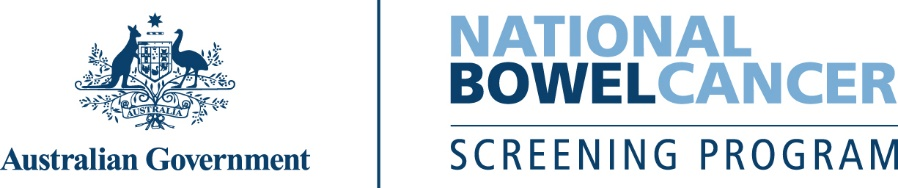 AUSTRALIA
Australian Government
NATIONAL
BOWELCANCER
SCREENING PROGRAM